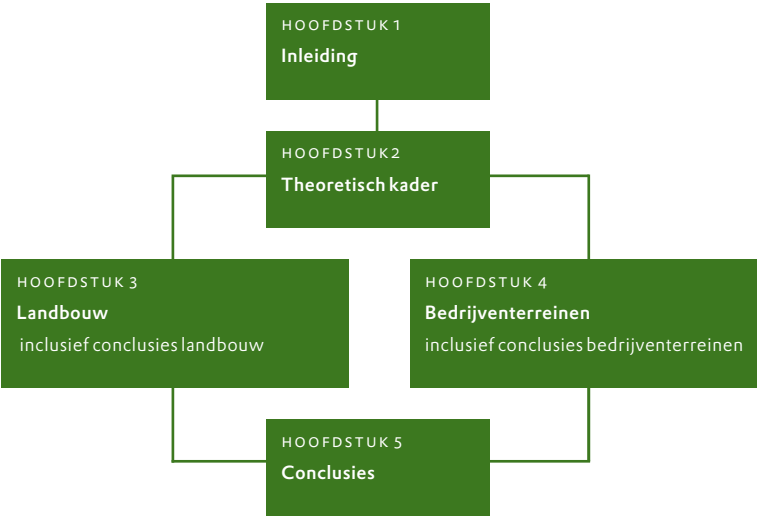 HOOFDSTUK 1
Inleiding
HOOFDSTUK 2
Theoretisch kader
HOOFDSTUK 3
Landbouw
inclusief conclusies landbouw
HOOFDSTUK 4
Bedrijventerreinen
inclusief conclusies bedrijventerreinen
HOOFDSTUK 5
Conclusies